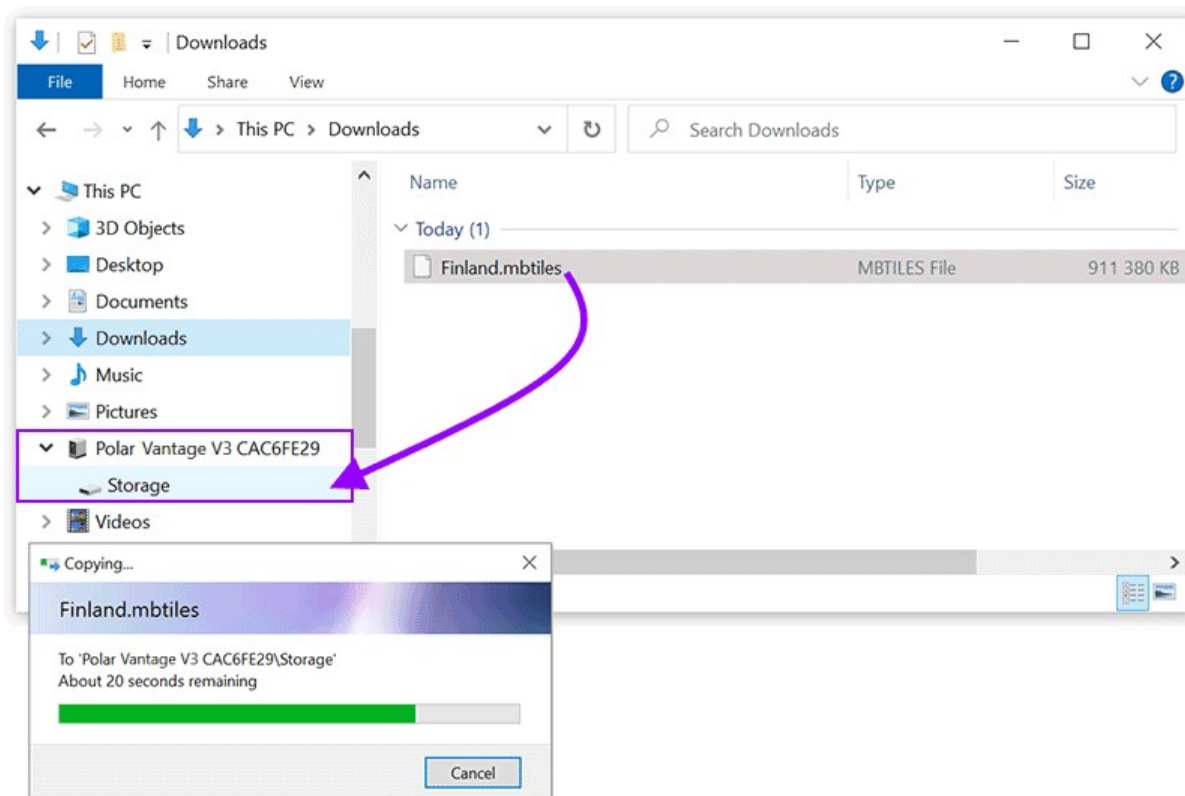 Downloads
File Home Share View
This PC > Downloads
Search Downloads
Name Type Size
This PC
3D Objects
Desktop
Documents
Downloads
Music
Pictures
Polar Vantage V3 CAC6FE29
Storage
Videos
Today (1)
Finland.mbtiles MBTILES File 911 380 KB
Copying...
Finland.mbtiles
To 'Polar Vantage V3 CAC6FE29\Storage'
About 20 seconds remaining
Cancel